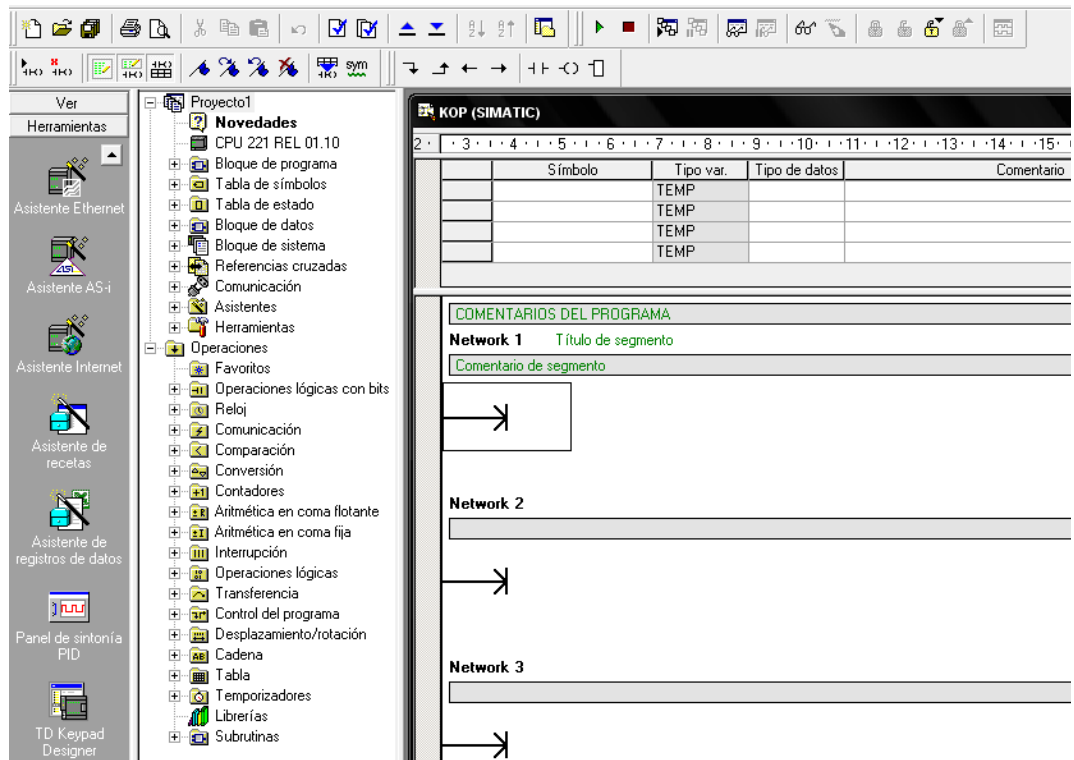 sym
Ver
Herramientas
Asistente Ethernet
Asistente AS-i
Asistente Internet
Asistente de
recetas
Asistente de
registros de datos
Panel de sintonía
PID
TD Keypad
Designer
Proyecto1
Novedades
CPU 221 REL 01.10
Bloque de programa
Tabla de símbolos
Tabla de estado
Bloque de datos
Bloque de sistema
Referencias cruzadas
Comunicación
Asistentes
Herramientas
Operaciones
Favoritos
Operaciones lógicas con bits
Reloj
Comunicación
Comparación
Conversión
Contadores
Aritmética en coma flotante
Aritmética en coma fija
Interrupción
Operaciones lógicas
Transferencia
Control del programa
Desplazamiento/rotación
Cadena
Tabla
Temporizadores
Librerías
Subrutinas
KOP (SIMATIC)
2 · 3 · 4 · 5 · 6 · 7 · 8 · 9 · 10 · 11 · 12 · 13 · 14 · 15
Símbolo Tipo var. Tipo de datos Comentario
TEMP
TEMP
TEMP
TEMP
COMENTARIOS DEL PROGRAMA
Network 1 Título de segmento
Comentario de segmento
Network 2
Network 3